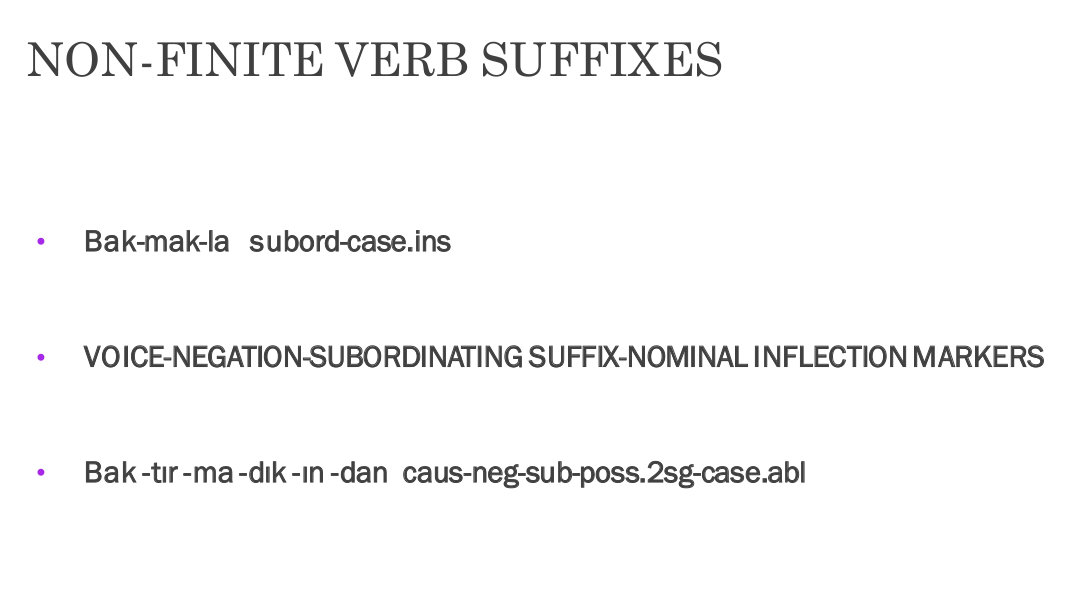 NON-FINITE VERB SUFFIXES
• Bak-mak-la subord-case.ins
• VOICE-NEGATION-SUBORDINATING SUFFIX-NOMINAL INFLECTION MARKERS
• Bak -tır -ma -dık -ın -dan caus-neg-sub-poss.2sg-case.abl